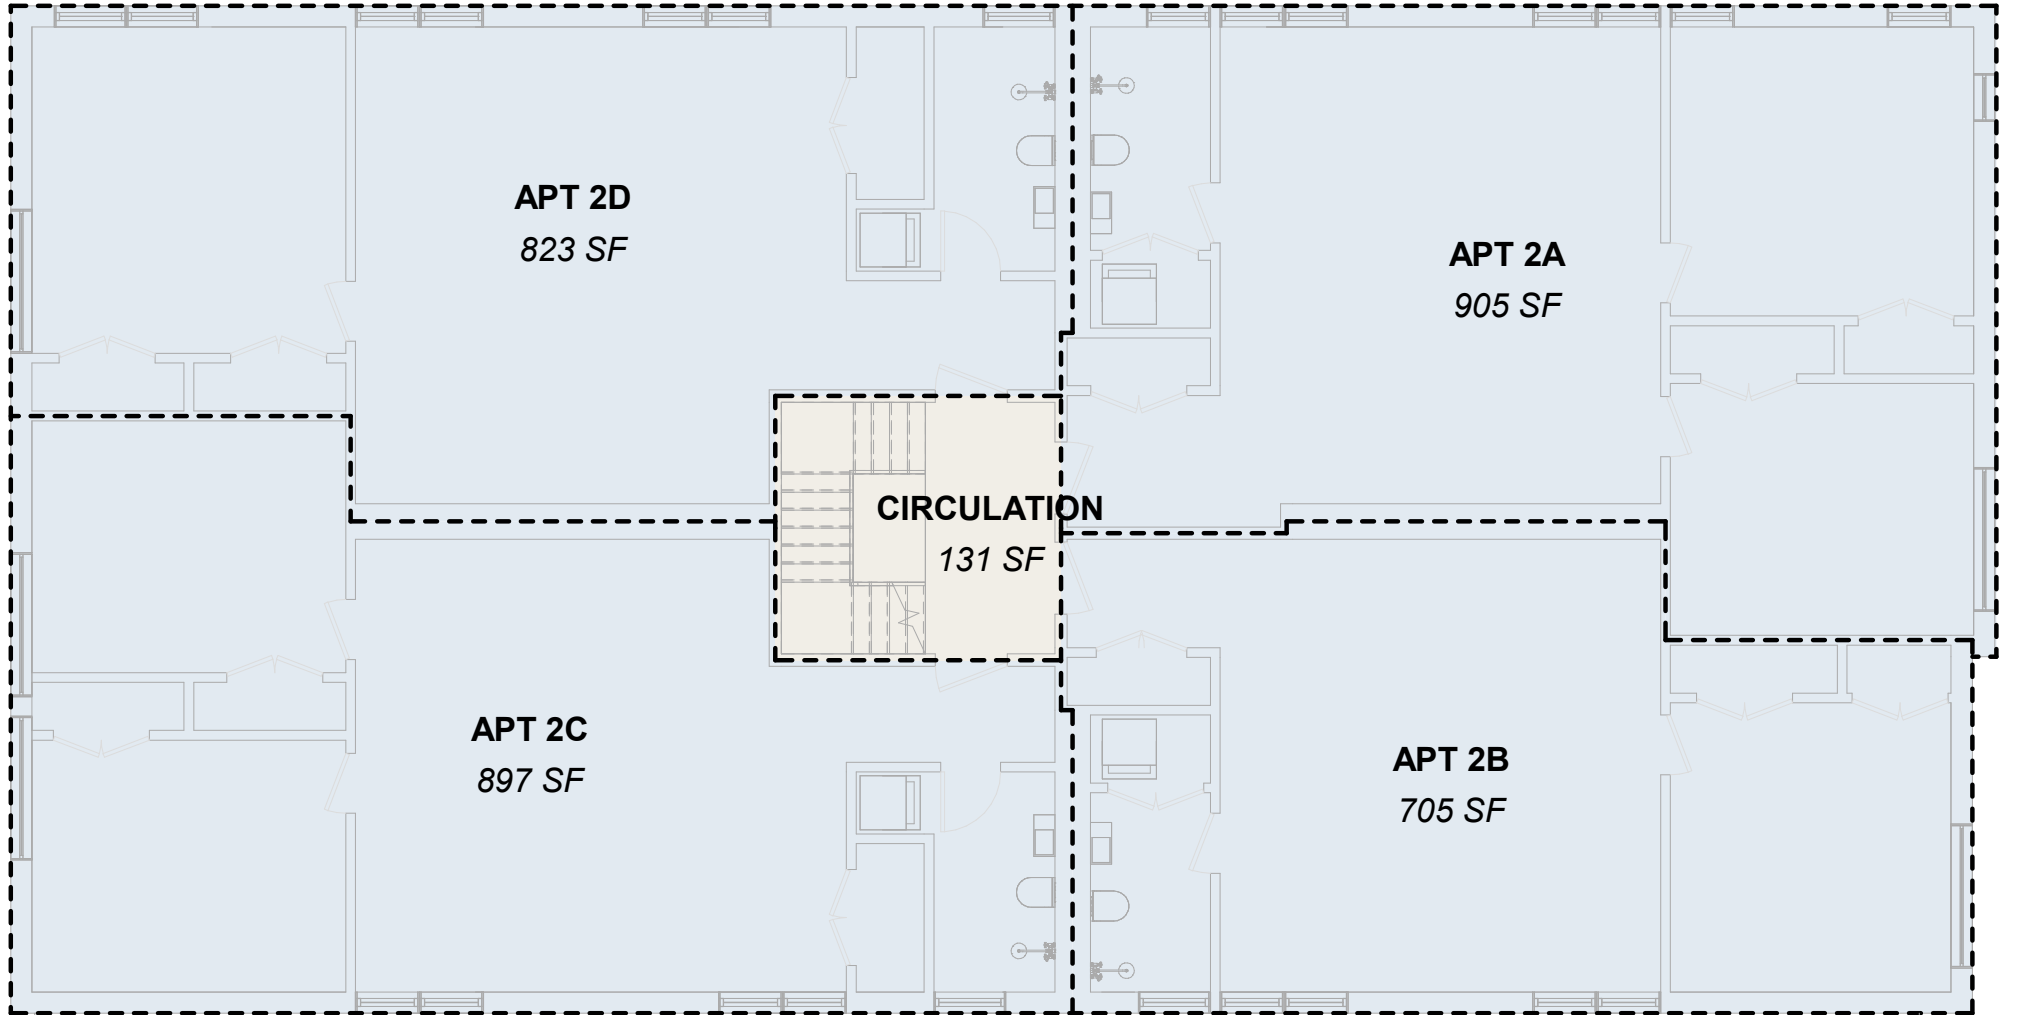 APT 2D
823 SF
APT 2A
905 SF
CIRCULATION
131 SF
APT 2C
897 SF
APT 2B
705 SF